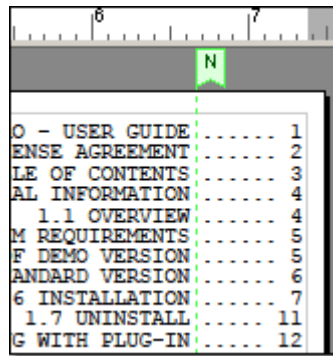 6 7
N
O - USER GUIDE ...... 1
ENSE AGREEMENT ...... 2
LE OF CONTENTS ...... 3
AL INFORMATION ...... 4
1.1 OVERVIEW ...... 4
M REQUIREMENTS ...... 5
F DEMO VERSION ...... 5
ANDARD VERSION ...... 6
6 INSTALLATION ...... 7
1.7 UNINSTALL ..... 11
G WITH PLUG-IN ..... 12